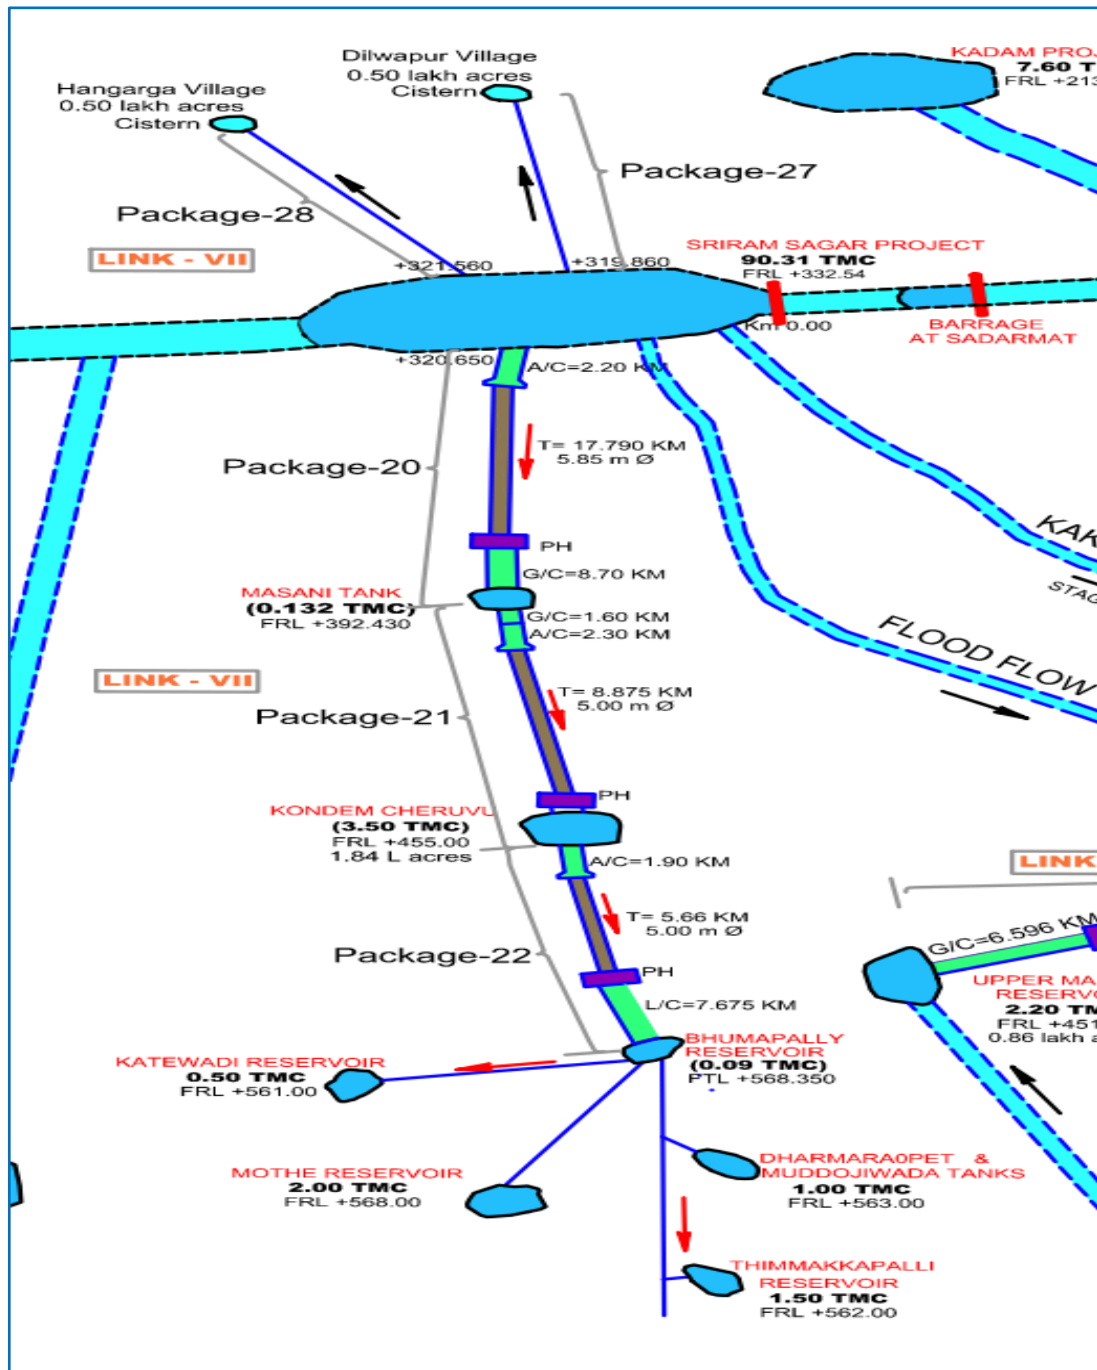 Dilwapur Village
0.50 lakh acres
Cistern
Hangarga Village
0.50 lakh acres
Cistern
KADAM PROJ
7.60 T
FRL +213
Package-27
Package-28
LINK - VII
SRIRAM SAGAR PROJECT
90.31 TMC
FRL +332.54
+321.560
+319.860
Km 0.00
BARRAGE
AT SADARMAT
+320.650
A/C=2.20 KM
T= 17.790 KM
5.85 m Ø
Package-20
PH
G/C=8.70 KM
KAK
STAG
MASANI TANK
(0.132 TMC)
FRL +392.430
G/C=1.60 KM
A/C=2.30 KM
FLOOD FLOW
LINK - VII
T= 8.875 KM
5.00 m Ø
Package-21
PH
KONDEM CHERUVU
(3.50 TMC)
FRL +455.00
1.84 L acres
A/C=1.90 KM
LINK
T= 5.66 KM
5.00 m Ø
G/C=6.596 KM
Package-22
PH
L/C=7.675 KM
UPPER MA
RESERVO
2.20 TM
FRL +451
0.86 lakh a
BHUMAPALLY
RESERVOIR
(0.09 TMC)
PTL +568.350
KATEWADI RESERVOIR
0.50 TMC
FRL +561.00
MOTHE RESERVOIR
2.00 TMC
FRL +568.00
DHARMARA0PET &
MUDDOJIWADA TANKS
1.00 TMC
FRL +563.00
THIMMAKKAPALLI
RESERVOIR
1.50 TMC
FRL +562.00